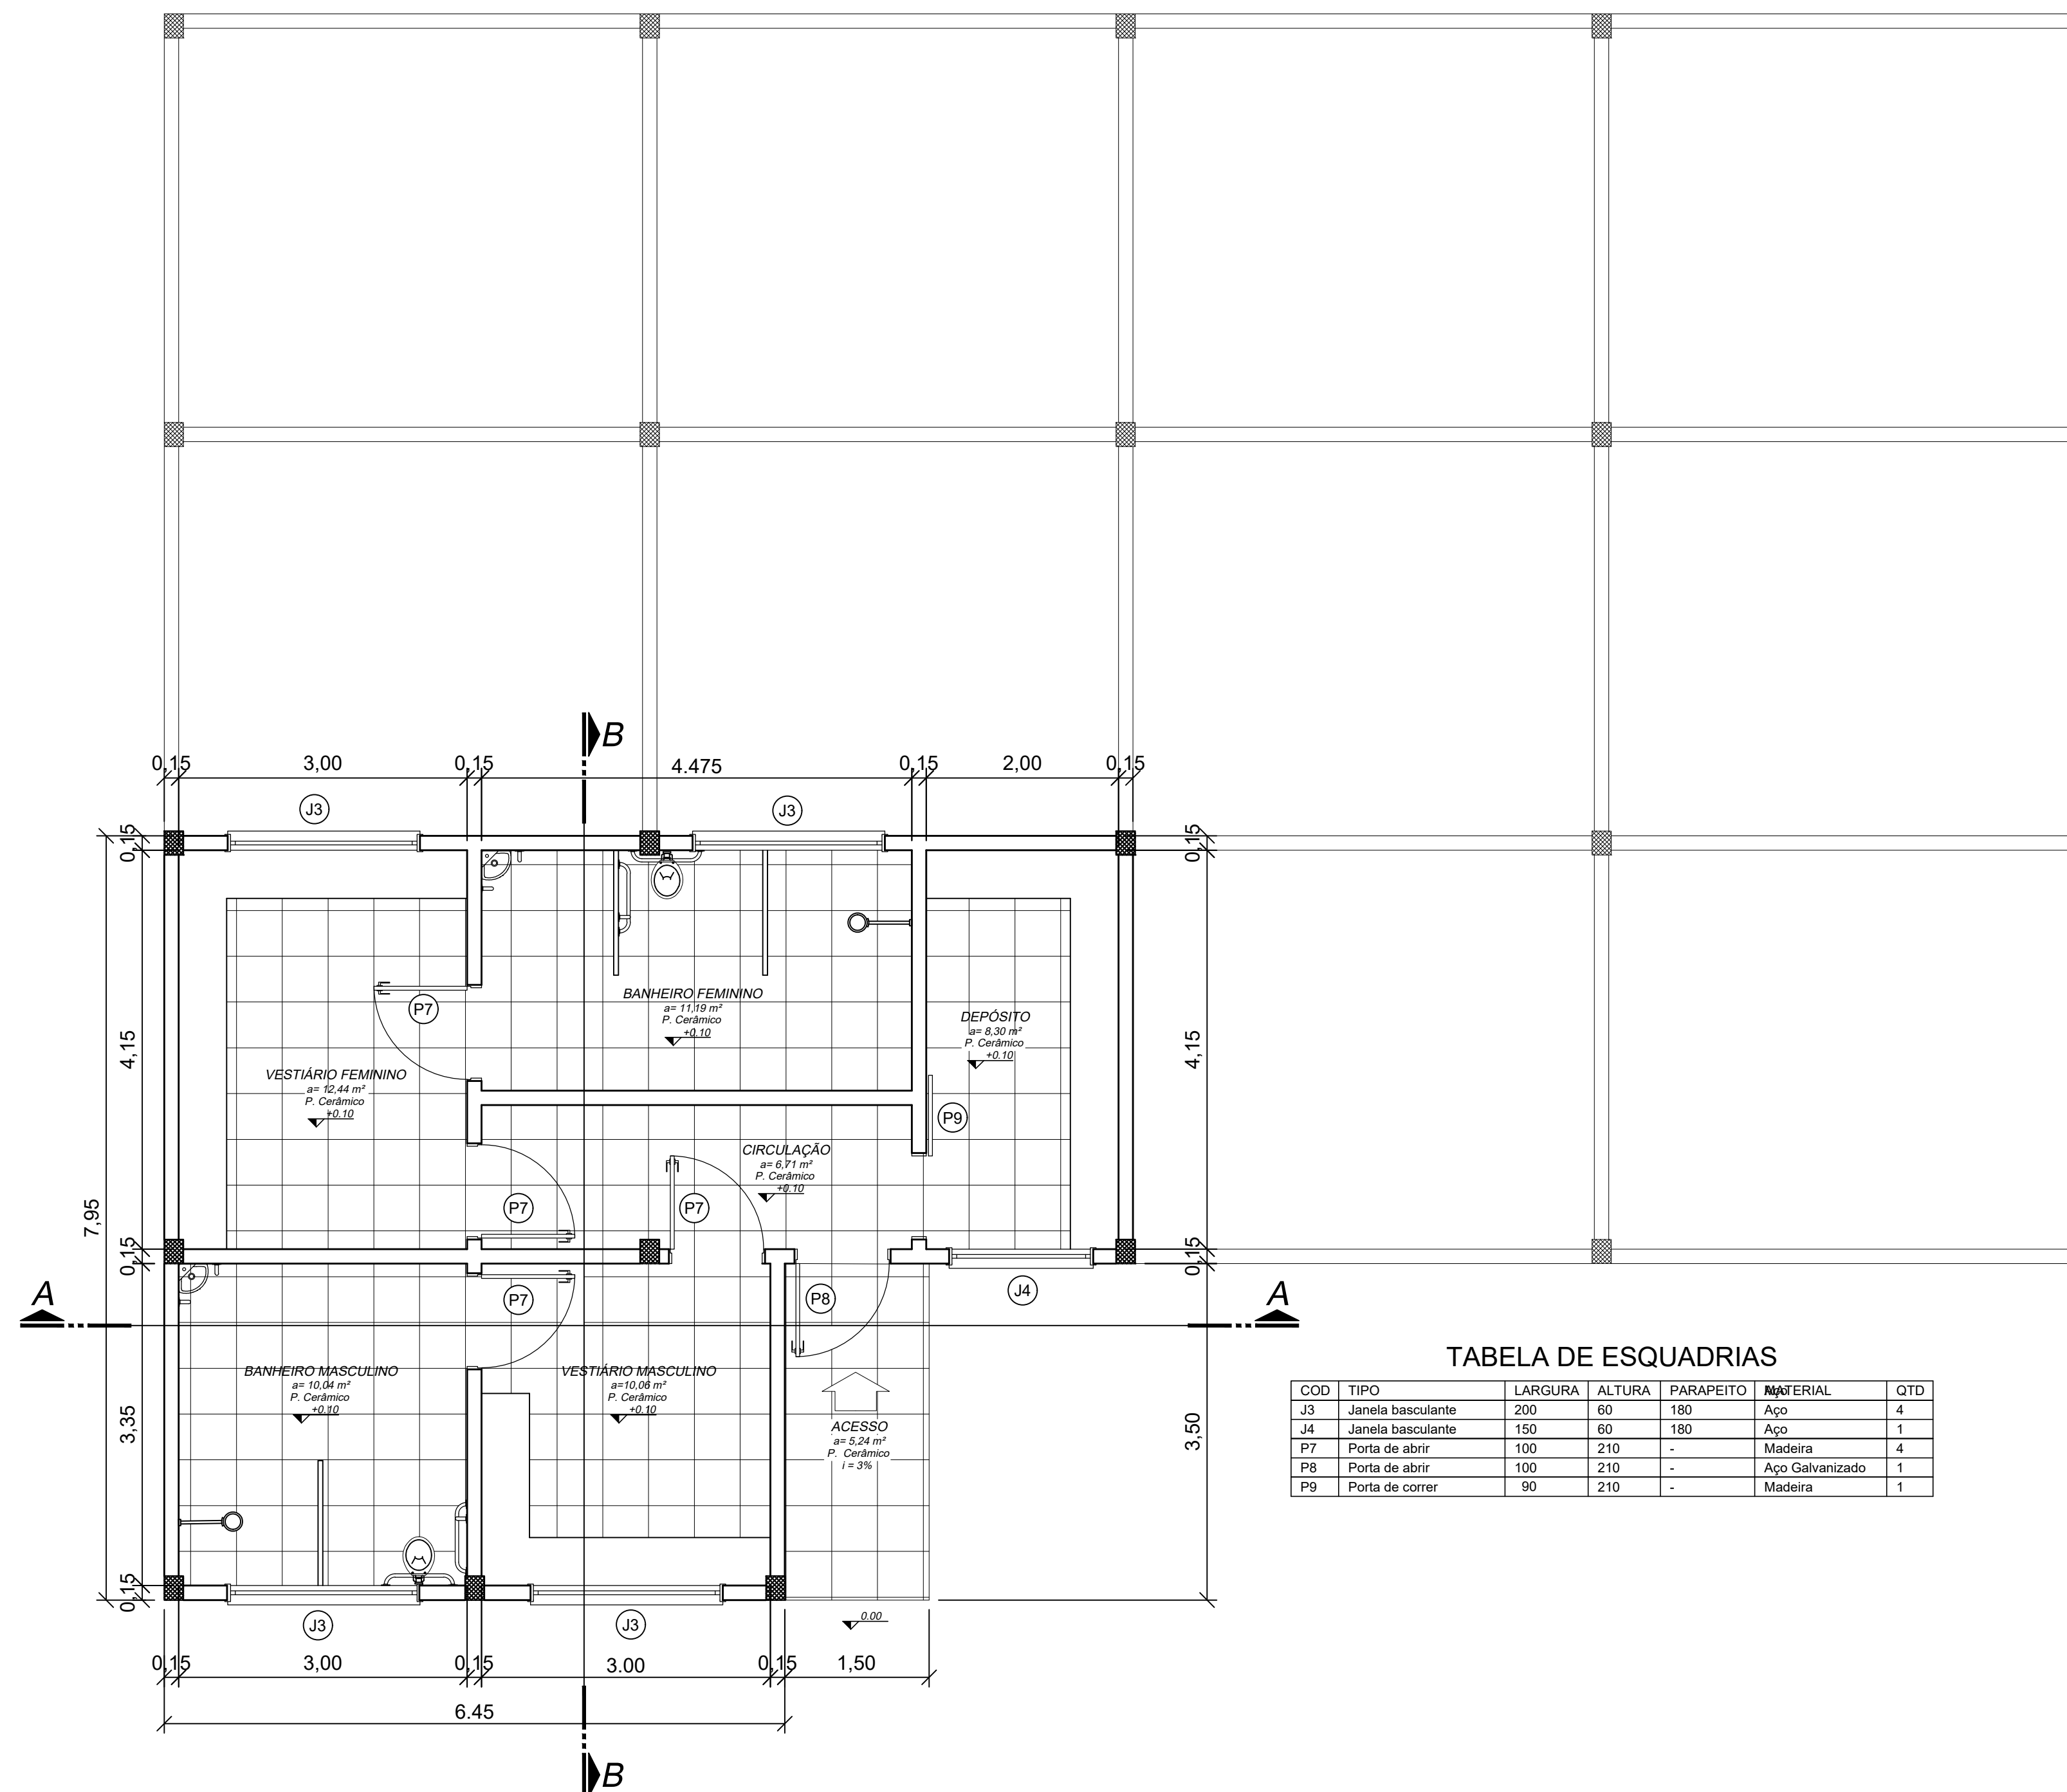 B
0,15 3,00 0,15 4.475 0,15 2,00 0,15
J3 J3
0,15
0,15
P7
BANHEIRO FEMININO
a= 11,19 m²
P. Cerâmico
+0.10
DEPÓSITO
a= 8,30 m²
P. Cerâmico
+0.10
4,15
4,15
VESTIÁRIO FEMININO
a= 12,44 m²
P. Cerâmico
+0.10
P9
CIRCULAÇÃO
a= 6,71 m²
P. Cerâmico
+0.10
7,95
P7 P7
0,15
0,15
J4
A
P7 P8
A
BANHEIRO MASCULINO
a= 10,04 m²
P. Cerâmico
+0.10
VESTIÁRIO MASCULINO
a=10,06 m²
P. Cerâmico
+0.10
ACESSO
a= 5,24 m²
P. Cerâmico
i = 3%
3,35
3,50
TABELA DE ESQUADRIAS
COD TIPO LARGURA ALTURA PARAPEITO MATERIAL QTD
J3 Janela basculante 200 60 180 Aço 4
J4 Janela basculante 150 60 180 Aço 1
P7 Porta de abrir 100 210 - Madeira 4
P8 Porta de abrir 100 210 - Aço Galvanizado 1
P9 Porta de correr 90 210 - Madeira 1
0,15
J3 J3
0.00
0,15 3,00 0,15 3.00 0,15 1,50
6.45
B